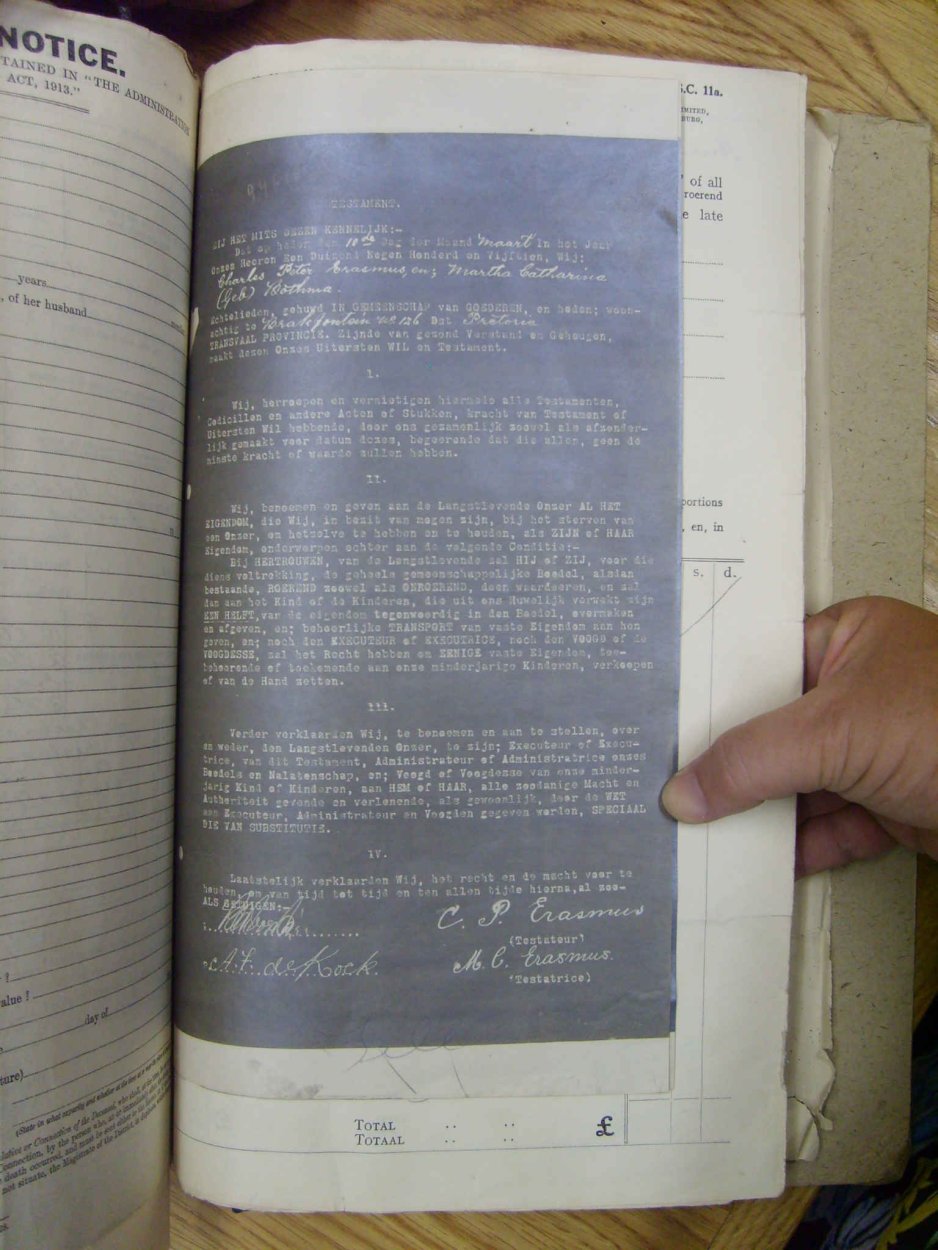 NOTICE.
TAINED IN "THE ADMINISTRATION
ACT, 1913."
years
, of her husband
value ?
day of
TESTAMENT.
ZIJ HET MITS DEZEN KENNELIJK:-
Dat op heden den 10de Dag der Maand Maart in het Jaar
Onzes Heeren Een Duizend Negen Honderd en Vijftien, Wij:
Charles Peter Erasmus, en; Martha Catharina
(Geb) Bothma.
Echtelieden, gehuwd IN GEMEENSCHAP van GOEDEREN, en heden; woon-
achtig te Brakfontein no 126 Dist Pretoria
TRANSVAAL PROVINCIE. Zijnde van gezond Verstand en Geheugen,
maakt dezen Onzes Uitersten WIL en Testament.
I.
Wij, herroepen en vernietigen hiermede alle Testamenten,
Codicillen en andere Acten of Stukken, kracht van Testament of
Uitersten Wil hebbende, door ons gezamenlijk zoowel als afzonder-
lijk gemaakt voor datum dezes, begeerende dat die allen, geen de
minste kracht of waarde zullen hebben.
II.
Wij, benoemen en geven aan de Langstlevende Onzer AL HET
EIGENDOM, die Wij, in bezit van mogen zijn, bij het sterven van
een Onzer, en hetzelve te hebben en te houden, als ZIJN of HAAR
Eigendom, onderworpen echter aan de volgende Conditie:-
Bij HERTROUWEN, van de Langstlevende zal HIJ of ZIJ, voor die
diens voltrekking, de geheele gemeenschappelijke Boedel, alsdan
bestaande, ROEREND zoowel als ONROEREND, doen waardeeren, en zal
dan aan het Kind of de Kinderen, die uit ons Huwelijk verwekt zijn
EEN HELFT, van de eigendom tegenwoordig in den Boedel, overmaken
en afgeven, en; behoorlijke TRANSPORT van vaste Eigendom aan hen
geven, en; noch den EXECUTEUR of EXECUTRICE, noch den VOOGD of de
VOOGDESSE, zal het Recht hebben om EENIGE vaste Eigendom, toe-
behoorende of toekomende aan onze minderjarige Kinderen, verkoopen
of van de Hand zetten.
III.
Verder verklaarden Wij, te benoemen en aan te stellen, over
en weder, den Langstlevenden Onzer, te zijn; Executeur of Execu-
trice, van dit Testament, Administrateur of Administratrice onzes
Boedels en Nalatenschap, en; Voogd of Voogdesse van onze minder-
jarig Kind of Kinderen, aan HEM of HAAR, alle zoodanige Macht en
Authoriteit gevende en verlenende, als gewoonlijk, door de WET
aan Executeur, Administrateur en Voogden gegeven worden, SPECIAAL
DIE VAN SUBSTITUTIE.
IV.
Laatstelijk verklaarden Wij, het recht en de macht voor te
houden, om van tijd tot tijd en ten allen tijde hierna, al zoo-
ALS GETUIGEN:-
C. P. Erasmus
(Testateur)
A. F. de Kock.
M. C. Erasmus.
(Testatrice)
TOTAL .. .. £
TOTAAL .. ..
S.C. 11a.
of all
roerend
e late
portions
, en, in
s. d.